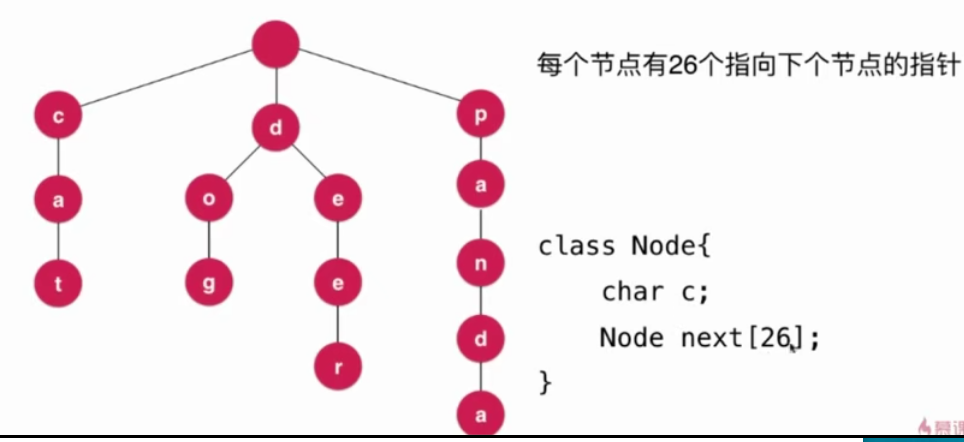 每个节点有26个指向下个节点的指针
c
d
p
a
o
e
a
t
g
e
n
r
d
a
class Node{
char c;
Node next[26];
}